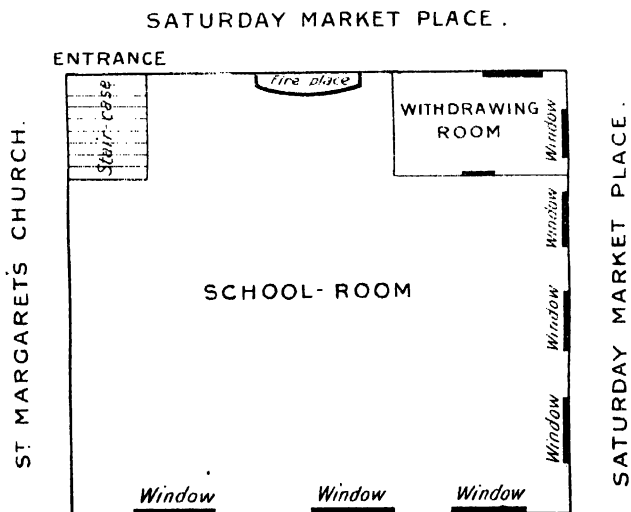 SATURDAY MARKET PLACE.
ENTRANCE
Stair-case
fire place
WITHDRAWING
ROOM
Window
Window
SCHOOL-ROOM
Window
Window
ST. MARGARET'S CHURCH.
SATURDAY MARKET PLACE.
Window
Window
Window